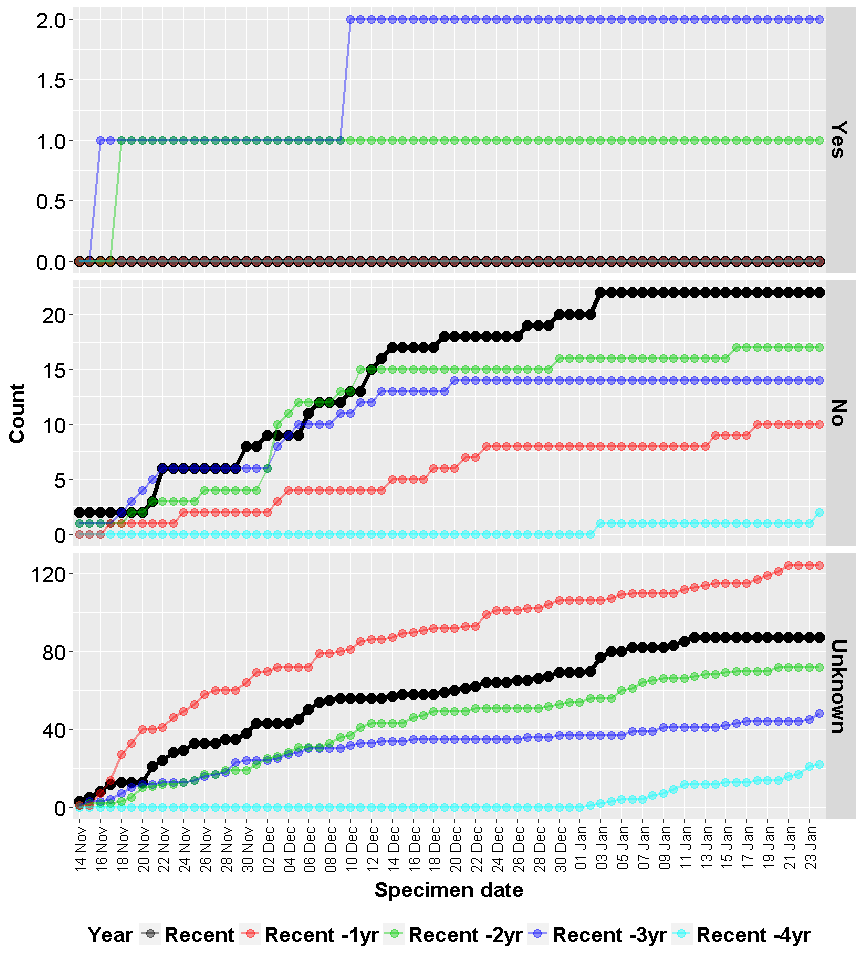 2.0
1.5
1.0
0.5
0.0
Yes
20
15
10
5
0
No
120
80
40
0
Unknown
Count
14 Nov
16 Nov
18 Nov
20 Nov
22 Nov
24 Nov
26 Nov
28 Nov
30 Nov
02 Dec
04 Dec
06 Dec
08 Dec
10 Dec
12 Dec
14 Dec
16 Dec
18 Dec
20 Dec
22 Dec
24 Dec
26 Dec
28 Dec
30 Dec
01 Jan
03 Jan
05 Jan
07 Jan
09 Jan
11 Jan
13 Jan
15 Jan
17 Jan
19 Jan
21 Jan
23 Jan
Specimen date
Year Recent Recent -1yr Recent -2yr Recent -3yr Recent -4yr